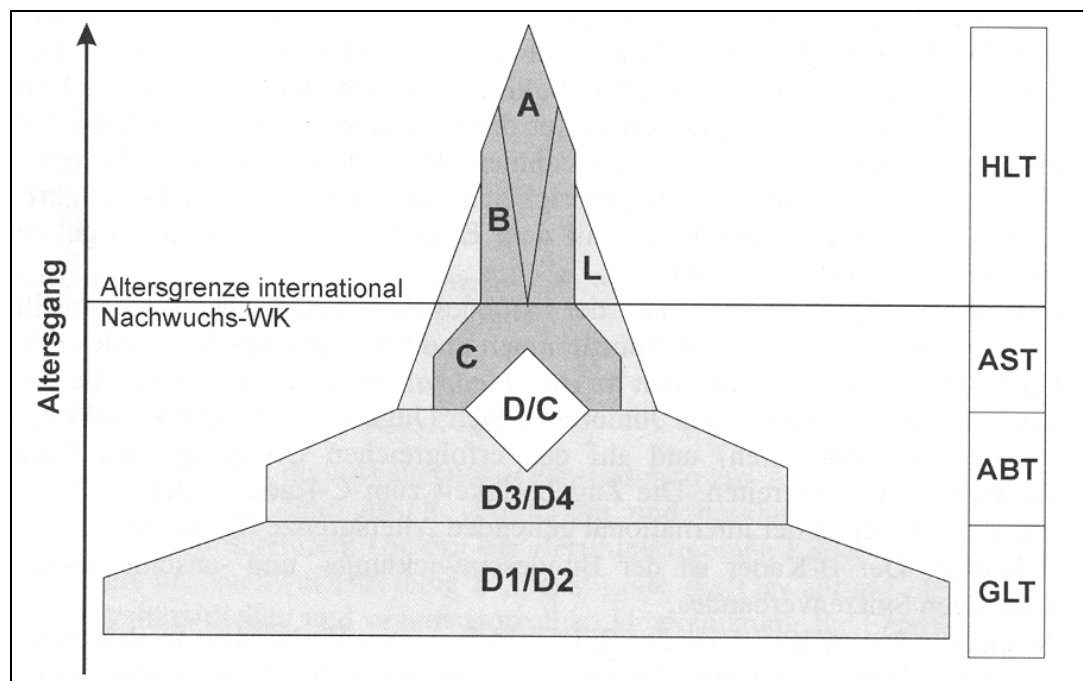 A
HLT
B
L
Altersgrenze international
Nachwuchs-WK
Altersgang
C
AST
D/C
ABT
D3/D4
D1/D2
GLT